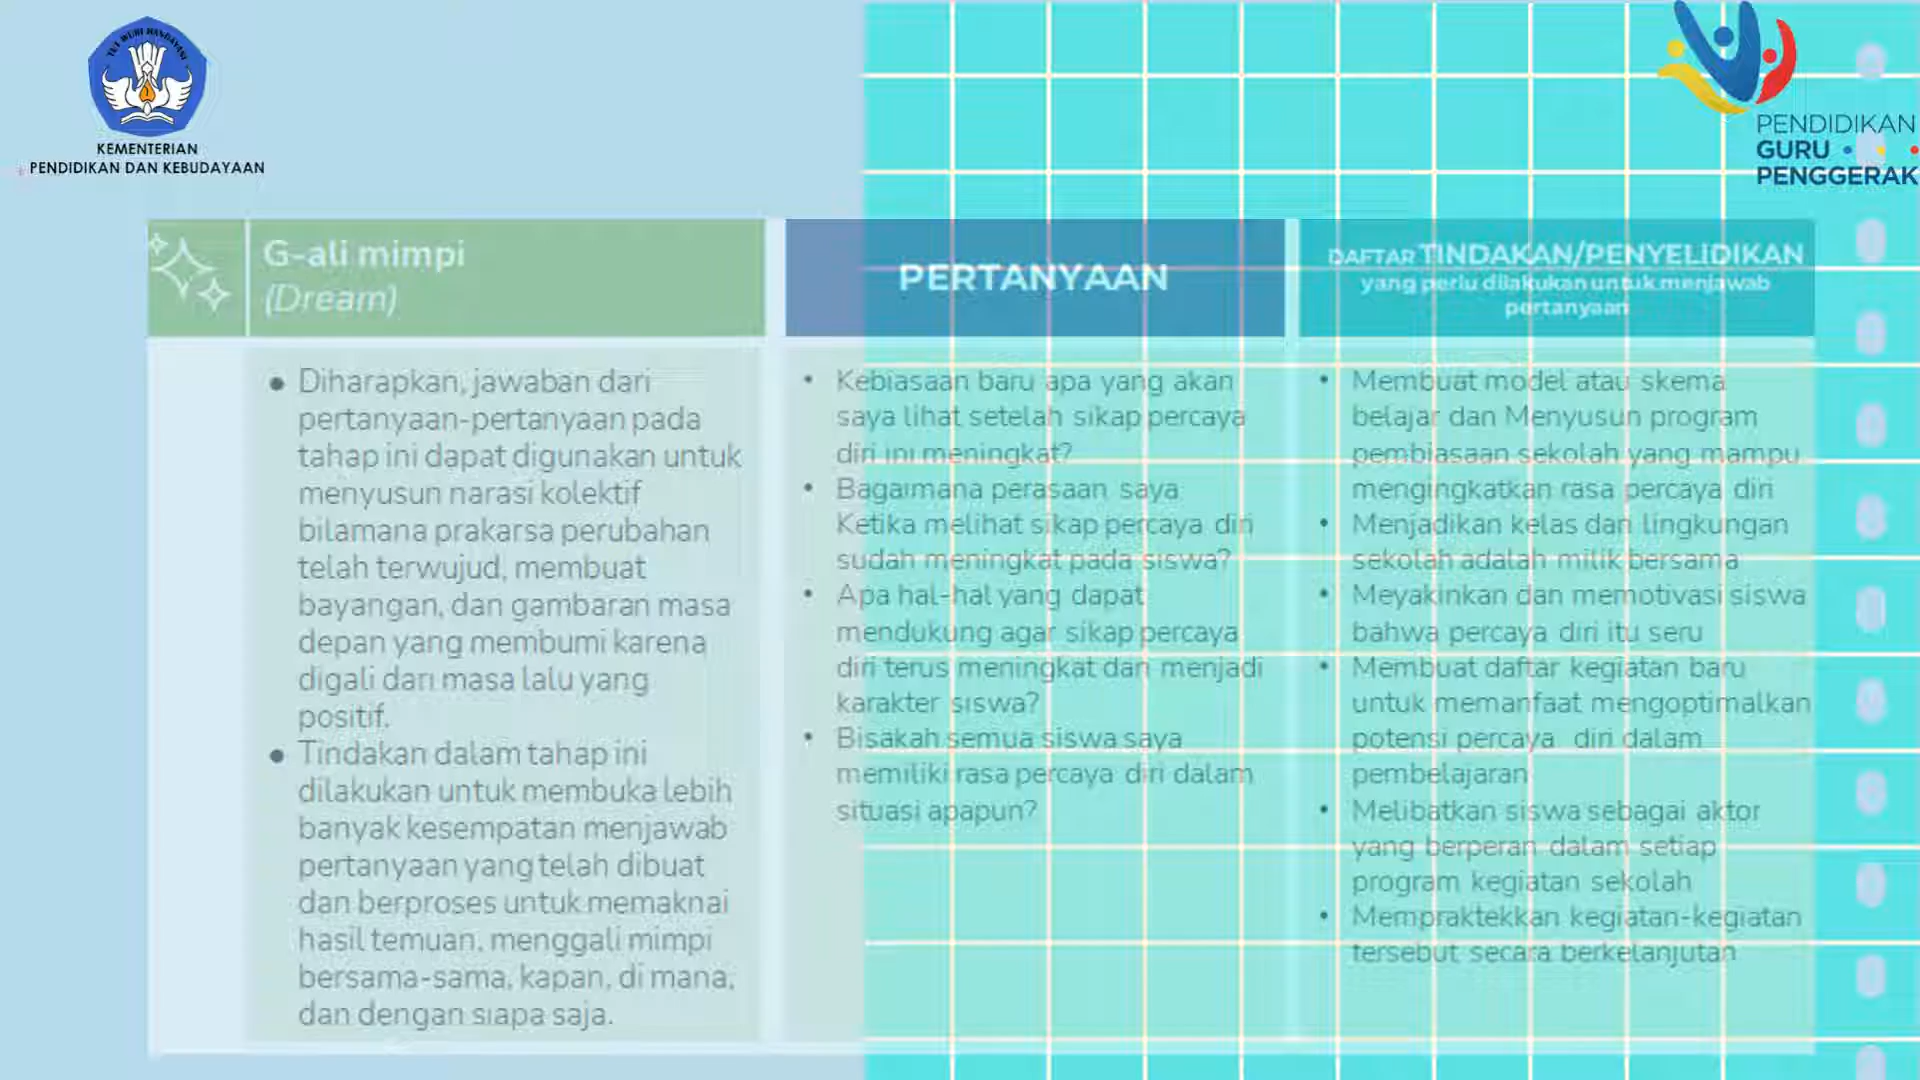 TUT WURI HANDAYANI
KEMENTERIAN
PENDIDIKAN DAN KEBUDAYAAN
PENDIDIKAN
GURU
PENGGERAK
G-ali mimpi
(Dream)
● Diharapkan, jawaban dari
pertanyaan-pertanyaan pada
tahap ini dapat digunakan untuk
menyusun narasi kolektif
bilamana prakarsa perubahan
telah terwujud, membuat
bayangan, dan gambaran masa
depan yang membumi karena
digali dari masa lalu yang
positif.
● Tindakan dalam tahap ini
dilakukan untuk membuka lebih
banyak kesempatan menjawab
pertanyaan yang telah dibuat
dan berproses untuk memaknai
hasil temuan, menggali mimpi
bersama-sama, kapan, di mana,
dan dengan siapa saja.
PERTANYAAN
• Kebiasaan baru apa yang akan
saya lihat setelah sikap percaya
diri ini meningkat?
• Bagaimana perasaan saya
Ketika melihat sikap percaya diri
sudah meningkat pada siswa?
• Apa hal-hal yang dapat
mendukung agar sikap percaya
diri terus meningkat dan menjadi
karakter siswa?
• Bisakah semua siswa saya
memiliki rasa percaya diri dalam
situasi apapun?
DAFTAR TINDAKAN/PENYELIDIKAN
yang perlu dilakukan untuk menjawab
pertanyaan
• Membuat model atau skema
belajar dan Menyusun program
pembiasaan sekolah yang mampu
mengingkatkan rasa percaya diri
• Menjadikan kelas dan lingkungan
sekolah adalah milik bersama
• Meyakinkan dan memotivasi siswa
bahwa percaya diri itu seru
• Membuat daftar kegiatan baru
untuk memanfaat mengoptimalkan
potensi percaya diri dalam
pembelajaran
• Melibatkan siswa sebagai aktor
yang berperan dalam setiap
program kegiatan sekolah
• Mempraktekkan kegiatan-kegiatan
tersebut secara berkelanjutan